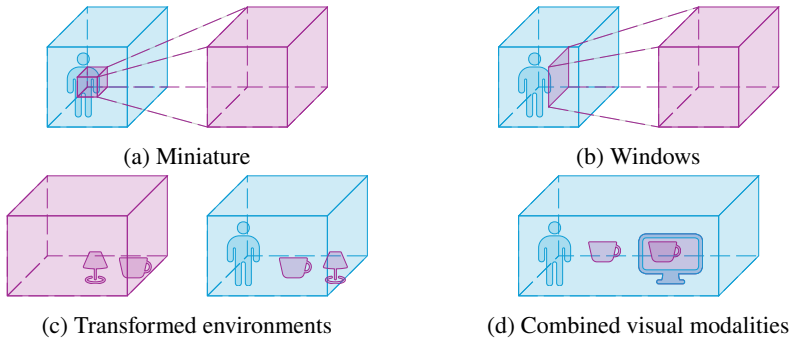 (a) Miniature
(b) Windows
(c) Transformed environments
(d) Combined visual modalities